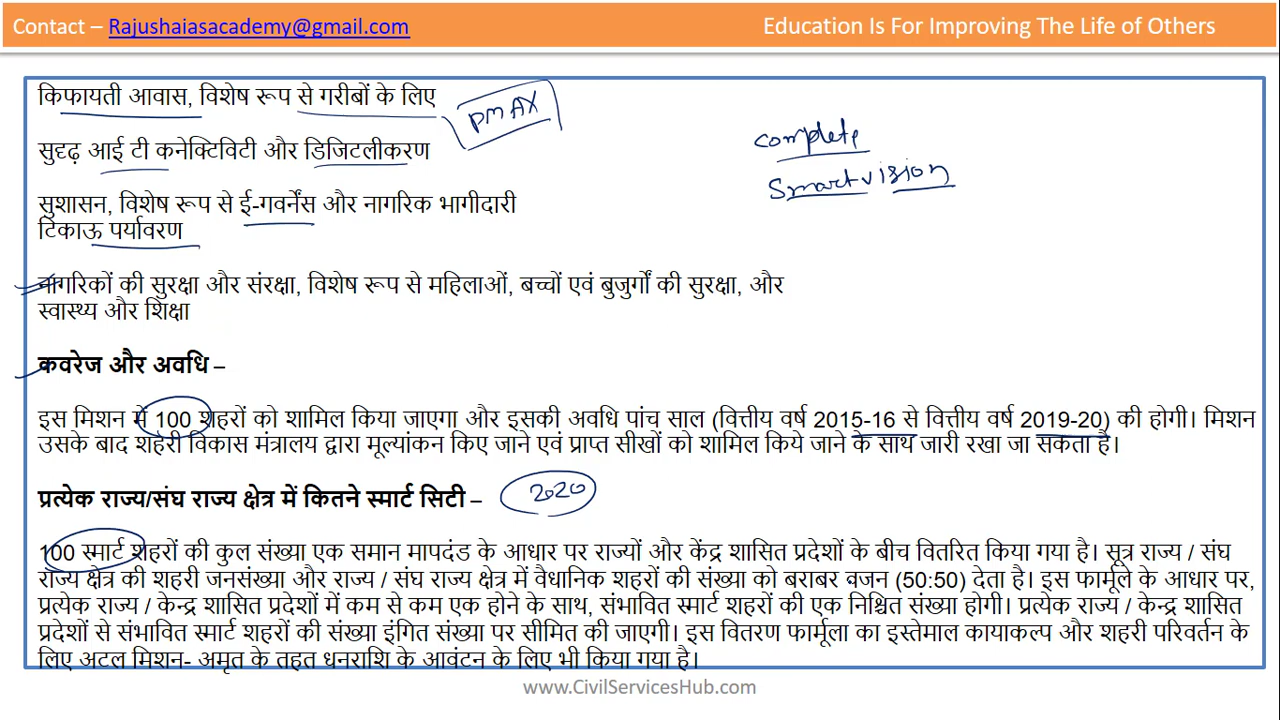 Contact – Rajushaiasacademy@gmail.com
Education Is For Improving The Life of Others
किफायती आवास, विशेष रूप से गरीबों के लिए
PMAY
complete
सुदृढ़ आई टी कनेक्टिविटी और डिजिटलीकरण
Smart vision
सुशासन, विशेष रूप से ई-गवर्नेंस और नागरिक भागीदारी
टिकाऊ पर्यावरण
नागरिकों की सुरक्षा और संरक्षा, विशेष रूप से महिलाओं, बच्चों एवं बुजुर्गों की सुरक्षा, और
स्वास्थ्य और शिक्षा
कवरेज और अवधि –
इस मिशन में 100 शहरों को शामिल किया जाएगा और इसकी अवधि पांच साल (वित्तीय वर्ष 2015-16 से वित्तीय वर्ष 2019-20) की होगी। मिशन
उसके बाद शहरी विकास मंत्रालय द्वारा मूल्यांकन किए जाने एवं प्राप्त सीखों को शामिल किये जाने के साथ जारी रखा जा सकता है।
प्रत्येक राज्य/संघ राज्य क्षेत्र में कितने स्मार्ट सिटी –
2020
100 स्मार्ट शहरों की कुल संख्या एक समान मापदंड के आधार पर राज्यों और केंद्र शासित प्रदेशों के बीच वितरित किया गया है। सूत्र राज्य / संघ
राज्य क्षेत्र की शहरी जनसंख्या और राज्य / संघ राज्य क्षेत्र में वैधानिक शहरों की संख्या को बराबर वजन (50:50) देता है। इस फार्मूले के आधार पर,
प्रत्येक राज्य / केन्द्र शासित प्रदेशों में कम से कम एक होने के साथ, संभावित स्मार्ट शहरों की एक निश्चित संख्या होगी। प्रत्येक राज्य / केन्द्र शासित
प्रदेशों से संभावित स्मार्ट शहरों की संख्या इंगित संख्या पर सीमित की जाएगी। इस वितरण फार्मूला का इस्तेमाल कायाकल्प और शहरी परिवर्तन के
लिए अटल मिशन- अमृत के तहत धनराशि के आवंटन के लिए भी किया गया है।
www.CivilServicesHub.com